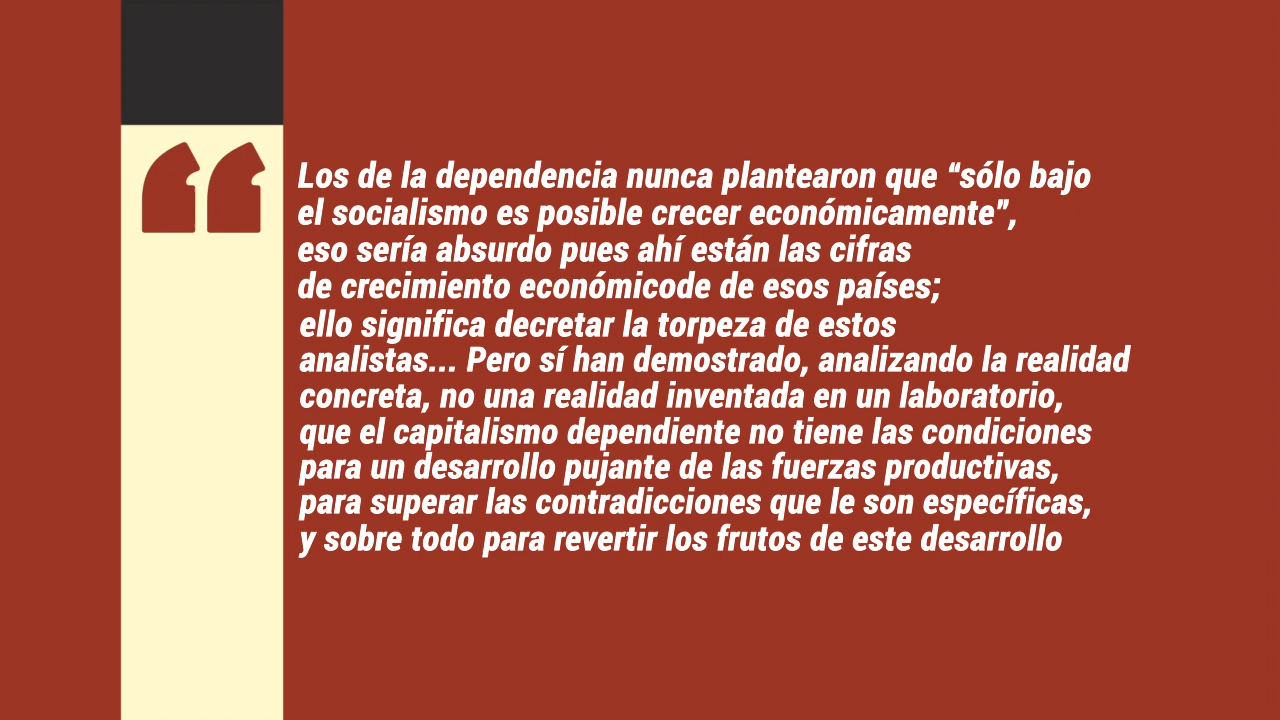 Los de la dependencia nunca plantearon que “sólo bajo
el socialismo es posible crecer económicamente”,
eso sería absurdo pues ahí están las cifras
de crecimiento económicode de esos países;
ello significa decretar la torpeza de estos
analistas... Pero sí han demostrado, analizando la realidad
concreta, no una realidad inventada en un laboratorio,
que el capitalismo dependiente no tiene las condiciones
para un desarrollo pujante de las fuerzas productivas,
para superar las contradicciones que le son específicas,
y sobre todo para revertir los frutos de este desarrollo